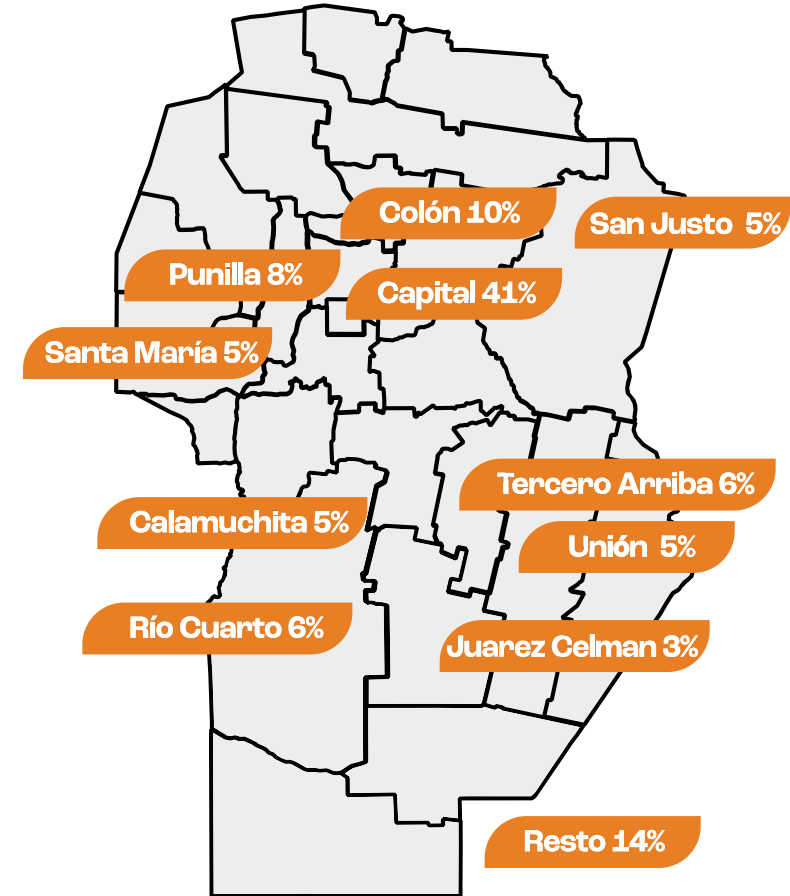 Colón 10%
San Justo 5%
Punilla 8%
Capital 41%
Santa María 5%
Tercero Arriba 6%
Calamuchita 5%
Unión 5%
Río Cuarto 6%
Juarez Celman 3%
Resto 14%